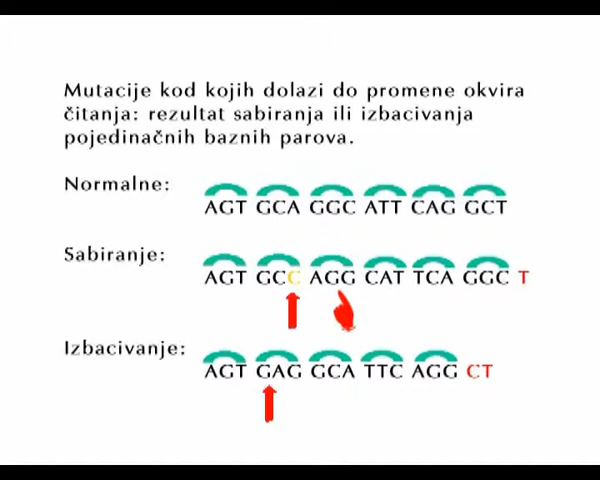 Mutacije kod kojih dolazi do promene okvira
čitanja: rezultat sabiranja ili izbacivanja
pojedinačnih baznih parova.
Normalne:
AGT GCA GGC ATT CAG GCT
Sabiranje:
AGT GCC AGG CAT TCA GGC T
Izbacivanje:
AGT GAG GCA TTC AGG CT